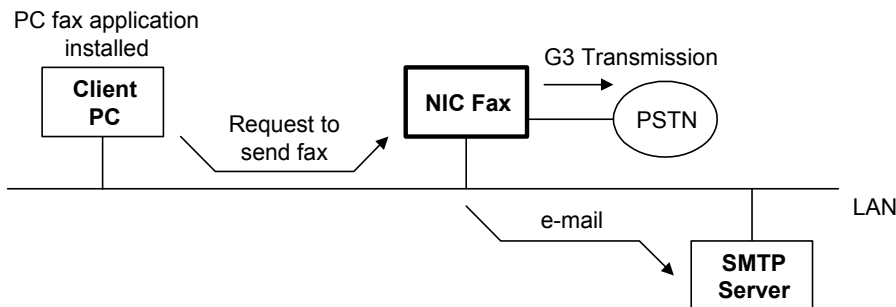 PC fax application
installed
Client
PC
Request to
send fax
NIC Fax
G3 Transmission
PSTN
LAN
e-mail
SMTP
Server